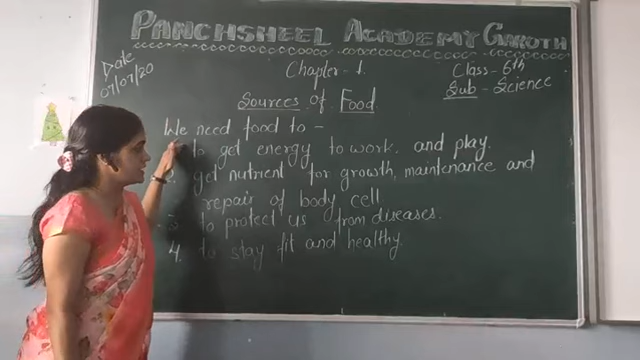 PANCHSHEEL ACADEMY GAROTH
Date
07/07/20
Chapter - 1.
Class - 6th
Sub - Science
Sources of Food
We need food to -
to get energy to work. and play.
2. get nutrient for growth, maintenance and
repair of body cell
3. to protect us from diseases.
4. to stay fit and healthy